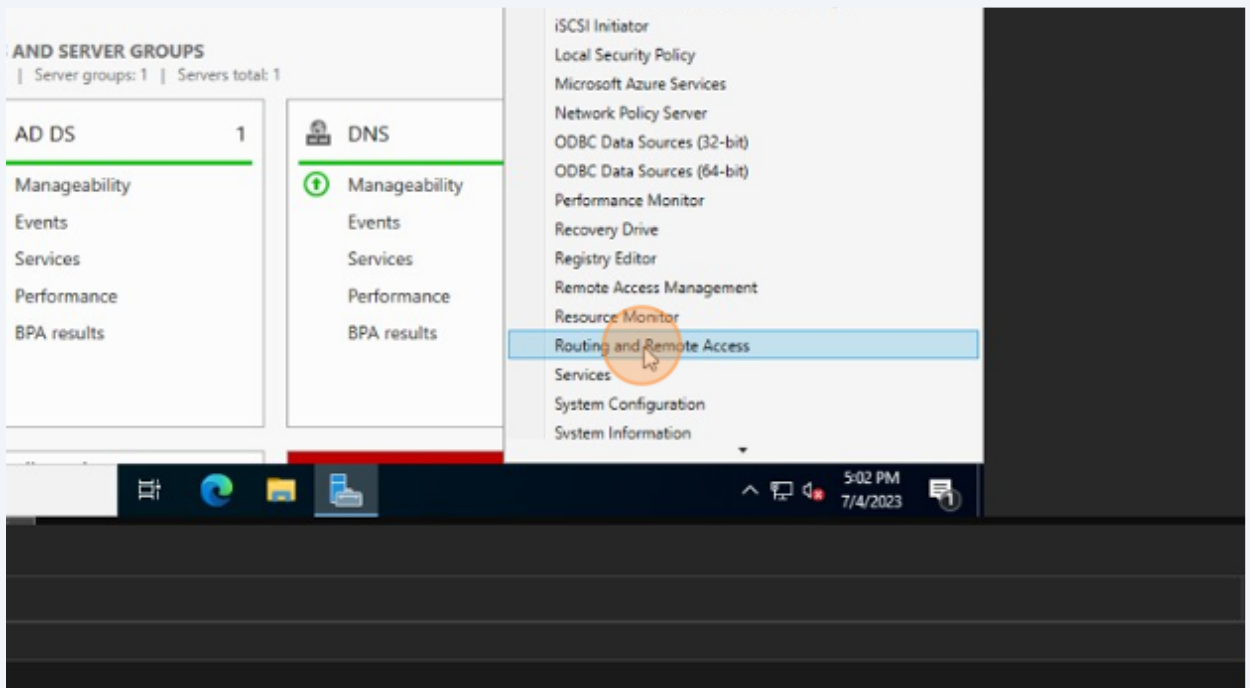 AND SERVER GROUPS
| Server groups: 1 | Servers total: 1
AD DS 1
Manageability
Events
Services
Performance
BPA results
DNS
Manageability
Events
Services
Performance
BPA results
iSCSI Initiator
Local Security Policy
Microsoft Azure Services
Network Policy Server
ODBC Data Sources (32-bit)
ODBC Data Sources (64-bit)
Performance Monitor
Recovery Drive
Registry Editor
Remote Access Management
Resource Monitor
Routing and Remote Access
Services
System Configuration
System Information
5:02 PM
7/4/2023
1